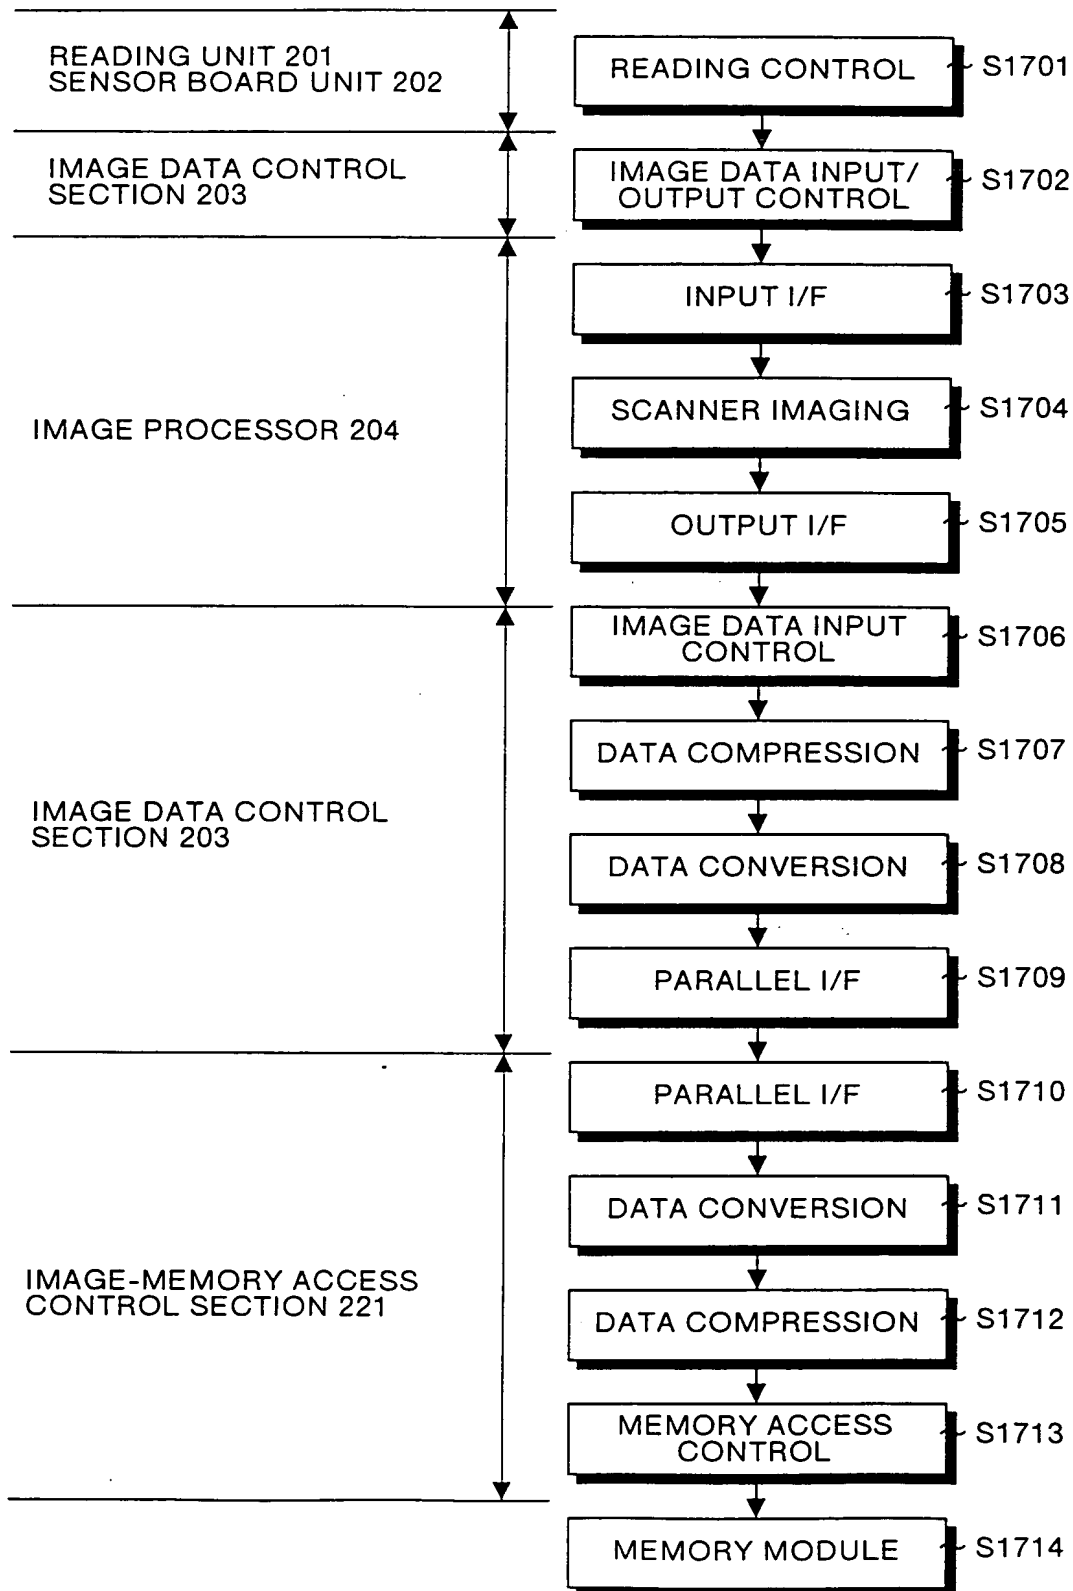 READING UNIT 201
SENSOR BOARD UNIT 202
READING CONTROL
S1701
IMAGE DATA CONTROL
SECTION 203
IMAGE DATA INPUT/
OUTPUT CONTROL
S1702
IMAGE PROCESSOR 204
INPUT I/F
S1703
SCANNER IMAGING
S1704
OUTPUT I/F
S1705
IMAGE DATA CONTROL
SECTION 203
IMAGE DATA INPUT
CONTROL
S1706
DATA COMPRESSION
S1707
DATA CONVERSION
S1708
PARALLEL I/F
S1709
IMAGE-MEMORY ACCESS
CONTROL SECTION 221
PARALLEL I/F
S1710
DATA CONVERSION
S1711
DATA COMPRESSION
S1712
MEMORY ACCESS
CONTROL
S1713
MEMORY MODULE
S1714